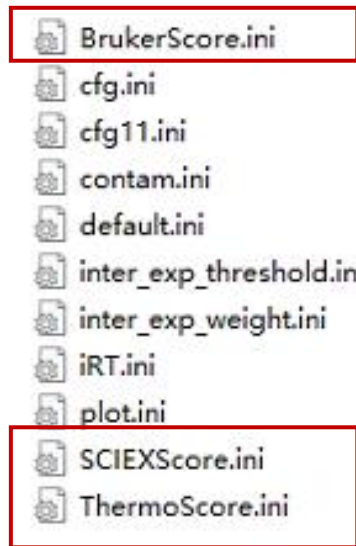 BrukerScore.ini
cfg.ini
cfg11.ini
contam.ini
default.ini
inter_exp_threshold.in
inter_exp_weight.ini
iRT.ini
plot.ini
SCIEXScore.ini
ThermoScore.ini